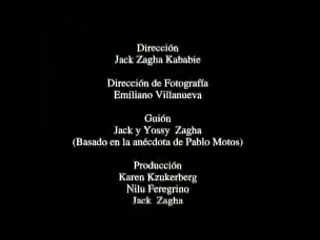 Dirección
Jack Zagha Kababie
Dirección de Fotografía
Emiliano Villanueva
Guión
Jack y Yossy Zagha
(Basado en la anécdota de Pablo Motos)
Producción
Karen Kzukerberg
Nilu Feregrino
Jack Zagha